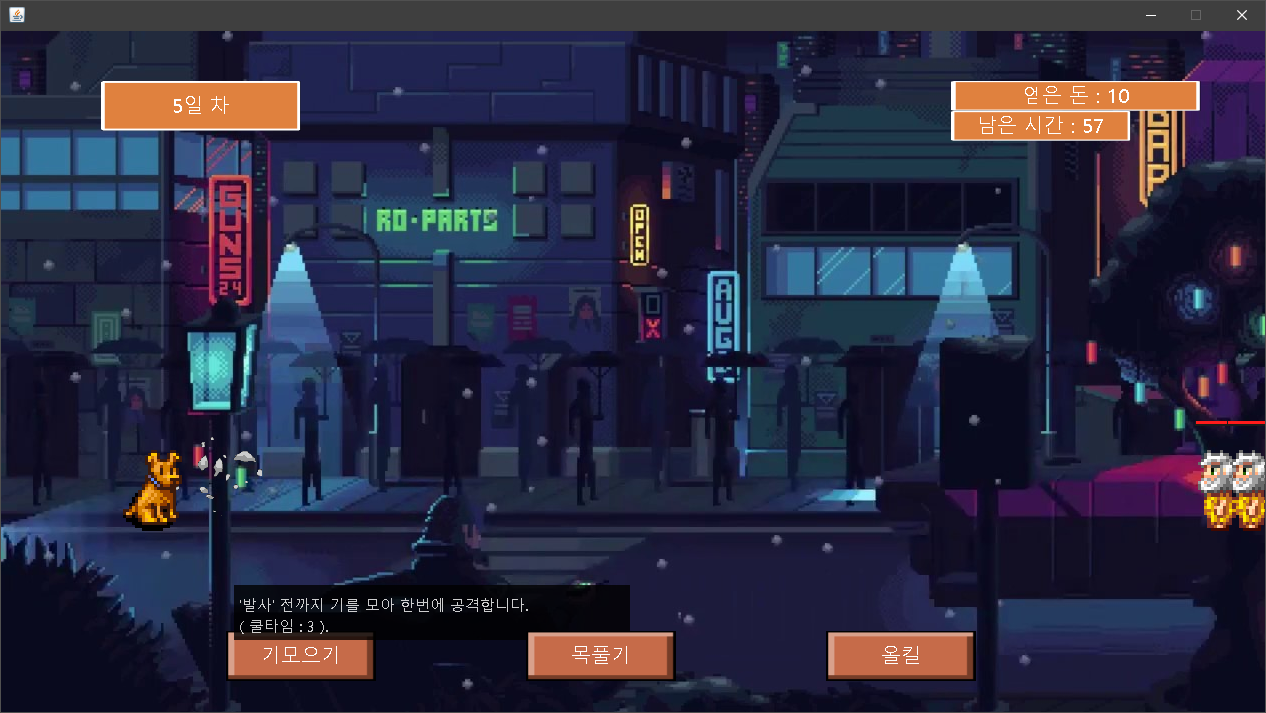 5일 차
얻은 돈 : 10
남은 시간 : 57
GUNS
24
RO-PARTS
OPEN
BAR
AUG
'발사' 전까지 기를 모아 한번에 공격합니다.
( 쿨타임 : 3 ).
기모으기
목풀기
올킬